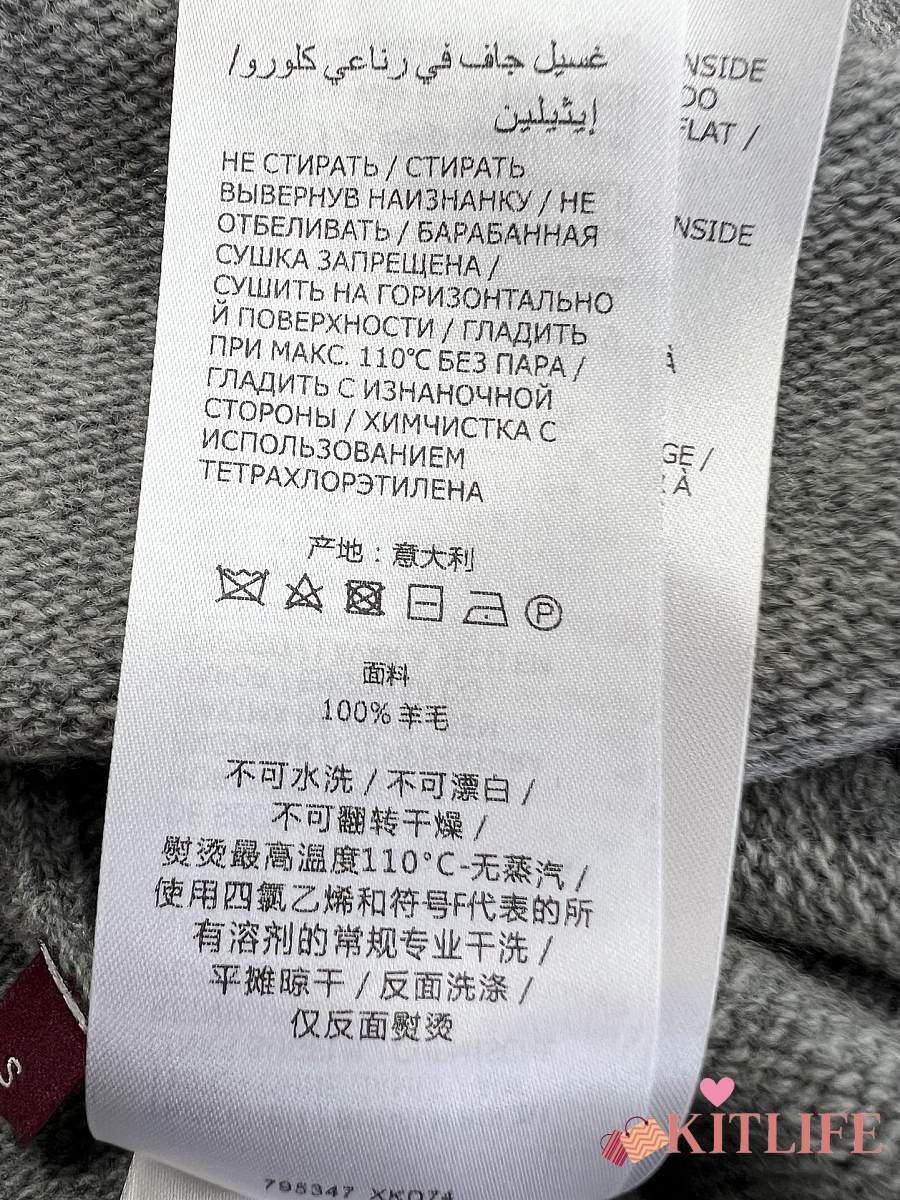 غسيل جاف في رباعي كلورو/
إيثيلين
НЕ СТИРАТЬ / СТИРАТЬ
ВЫВЕРНУВ НАИЗНАНКУ / НЕ
ОТБЕЛИВАТЬ / БАРАБАННАЯ
СУШКА ЗАПРЕЩЕНА /
СУШИТЬ НА ГОРИЗОНТАЛЬНО
Й ПОВЕРХНОСТИ / ГЛАДИТЬ
ПРИ МАКС. 110°C БЕЗ ПАРА /
ГЛАДИТЬ С ИЗНАНОЧНОЙ
СТОРОНЫ / ХИМЧИСТКА С
ИСПОЛЬЗОВАНИЕМ
ТЕТРАХЛОРЭТИЛЕНА
产地：意大利
P
面料
100% 羊毛
不可水洗 / 不可漂白 /
不可翻转干燥 /
熨烫最高温度110°C-无蒸汽 /
使用四氯乙烯和符号F代表的所
有溶剂的常规专业干洗 /
平摊晾干 / 反面洗涤 /
仅反面熨烫
795347 XKD74
NSIDE
DO
FLAT /
NSIDE
À
GE /
À
S
KITLIFE